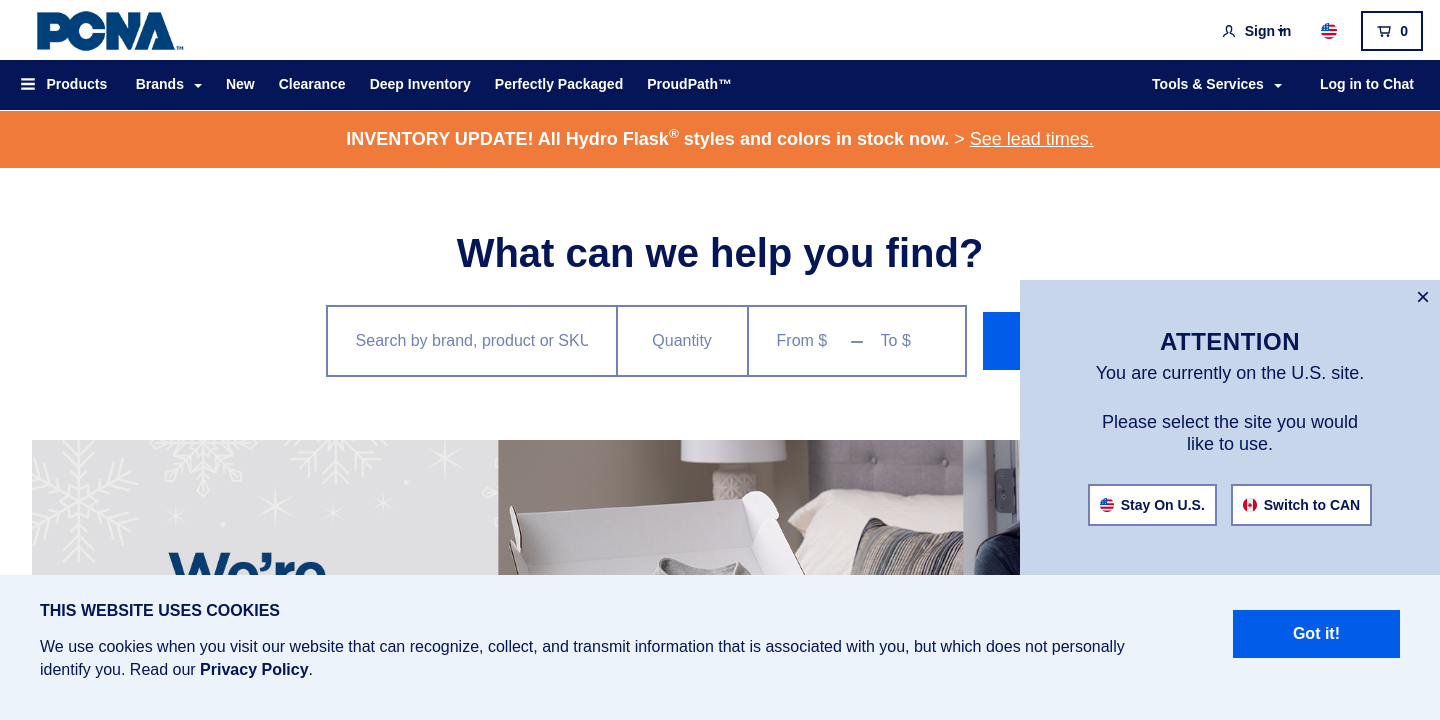 PCNA™
Sign in
0
Products Brands New Clearance Deep Inventory Perfectly Packaged ProudPath™ Tools & Services Log in to Chat
INVENTORY UPDATE! All Hydro Flask® styles and colors in stock now. > See lead times.
What can we help you find?
Search by brand, product or SKU Quantity From $ – To $
×
ATTENTION
You are currently on the U.S. site.
Please select the site you would
like to use.
Stay On U.S. Switch to CAN
We're
THIS WEBSITE USES COOKIES
We use cookies when you visit our website that can recognize, collect, and transmit information that is associated with you, but which does not personally
identify you. Read our Privacy Policy.
Got it!